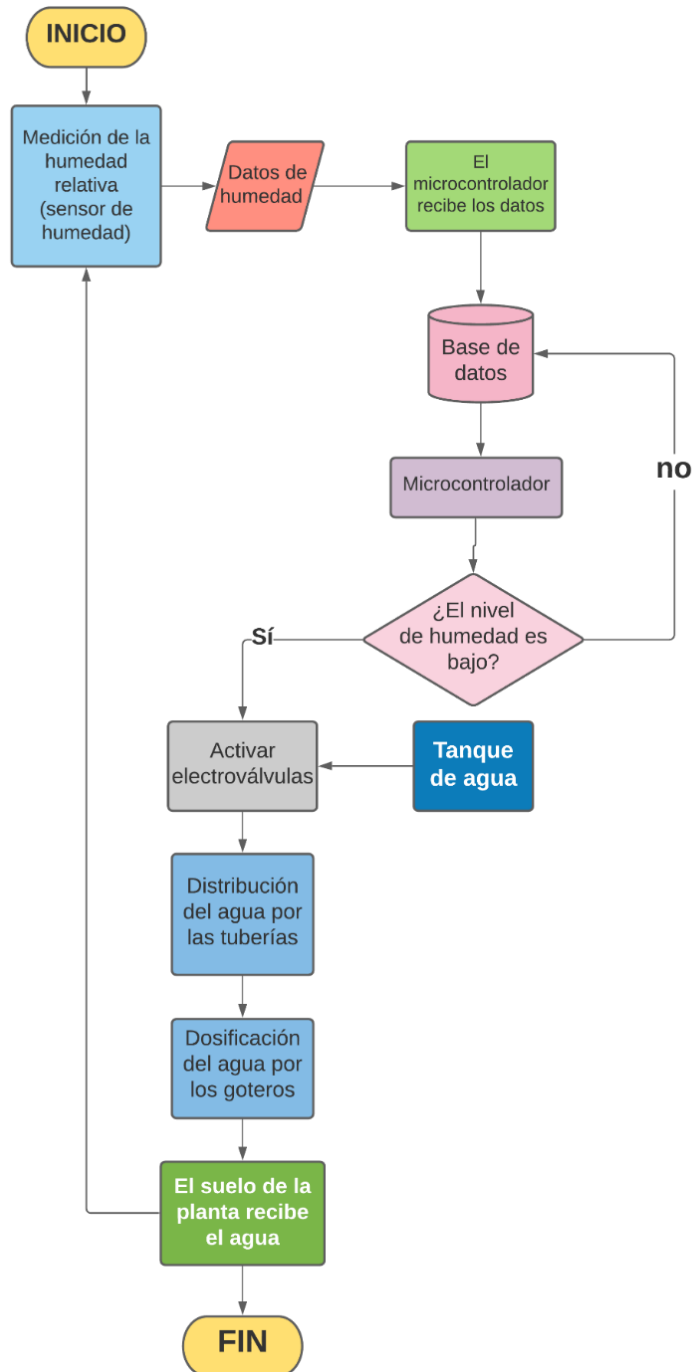 INICIO
Medición de la
humedad
relativa
(sensor de
humedad)
Datos de
humedad
El
microcontrolador
recibe los datos
Base de
datos
no
Microcontrolador
¿El nivel
de humedad es
bajo?
Sí
Activar
electroválvulas
Tanque
de agua
Distribución
del agua por
las tuberías
Dosificación
del agua por
los goteros
El suelo de la
planta recibe
el agua
FIN